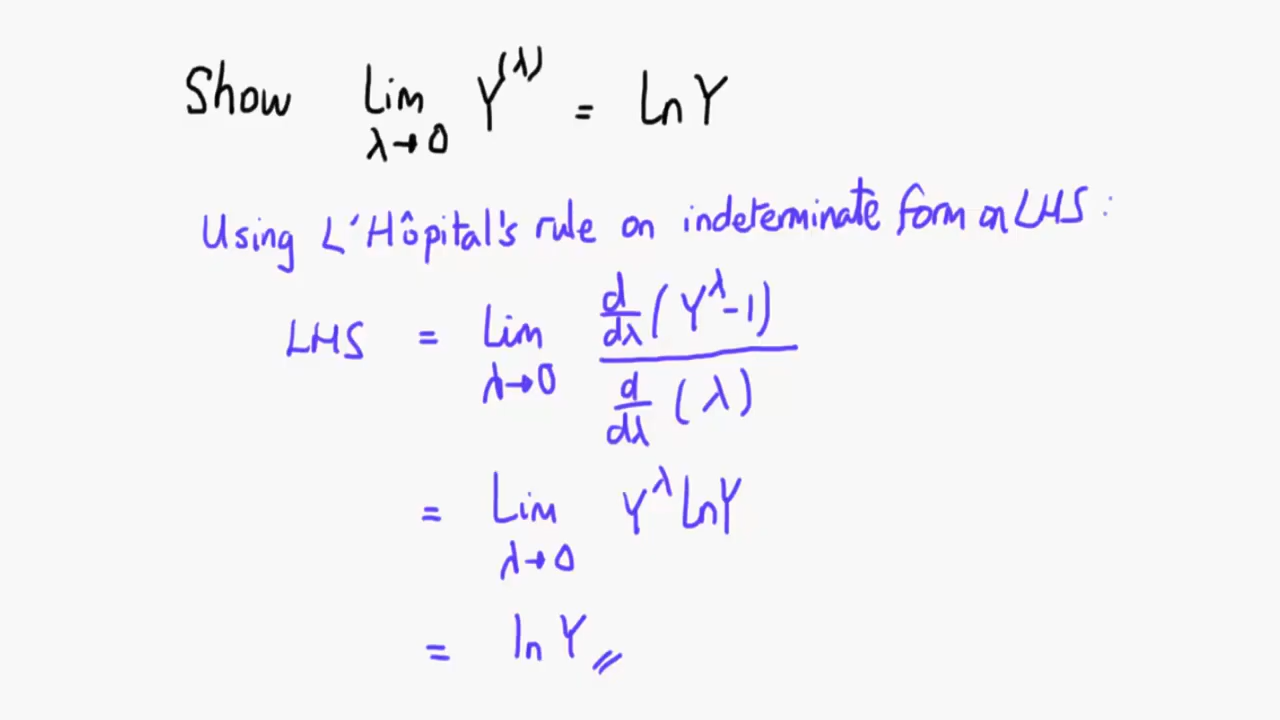 Show Lim Y^(λ) = Ln Y
λ→0
Using L'Hôpital's rule on indeterminate form on LHS :
LHS = Lim d/dλ (Y^λ - 1)
λ→0 d/dλ (λ)
= Lim Y^λ Ln Y
λ→0
= ln Y //